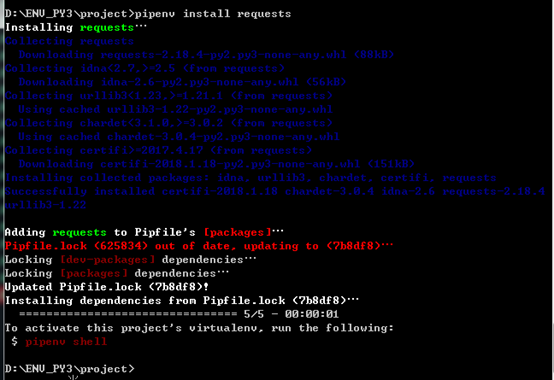 D:\ENV_PY3\project>pipenv install requests
Installing requests…
Collecting requests
  Downloading requests-2.18.4-py2.py3-none-any.whl (88kB)
Collecting idna<2.7,>=2.5 (from requests)
  Downloading idna-2.6-py2.py3-none-any.whl (56kB)
Collecting urllib3<1.23,>=1.21.1 (from requests)
  Using cached urllib3-1.22-py2.py3-none-any.whl
Collecting chardet<3.1.0,>=3.0.2 (from requests)
  Using cached chardet-3.0.4-py2.py3-none-any.whl
Collecting certifi>=2017.4.17 (from requests)
  Downloading certifi-2018.1.18-py2.py3-none-any.whl (151kB)
Installing collected packages: idna, urllib3, chardet, certifi, requests
Successfully installed certifi-2018.1.18 chardet-3.0.4 idna-2.6 requests-2.18.4
urllib3-1.22
Adding requests to Pipfile's [packages]…
Pipfile.lock (625834) out of date, updating to (7b8df8)…
Locking [dev-packages] dependencies…
Locking [packages] dependencies…
Updated Pipfile.lock (7b8df8)!
Installing dependencies from Pipfile.lock (7b8df8)…
  ================================ 5/5 - 00:00:01
To activate this project's virtualenv, run the following:
 $ pipenv shell
D:\ENV_PY3\project>